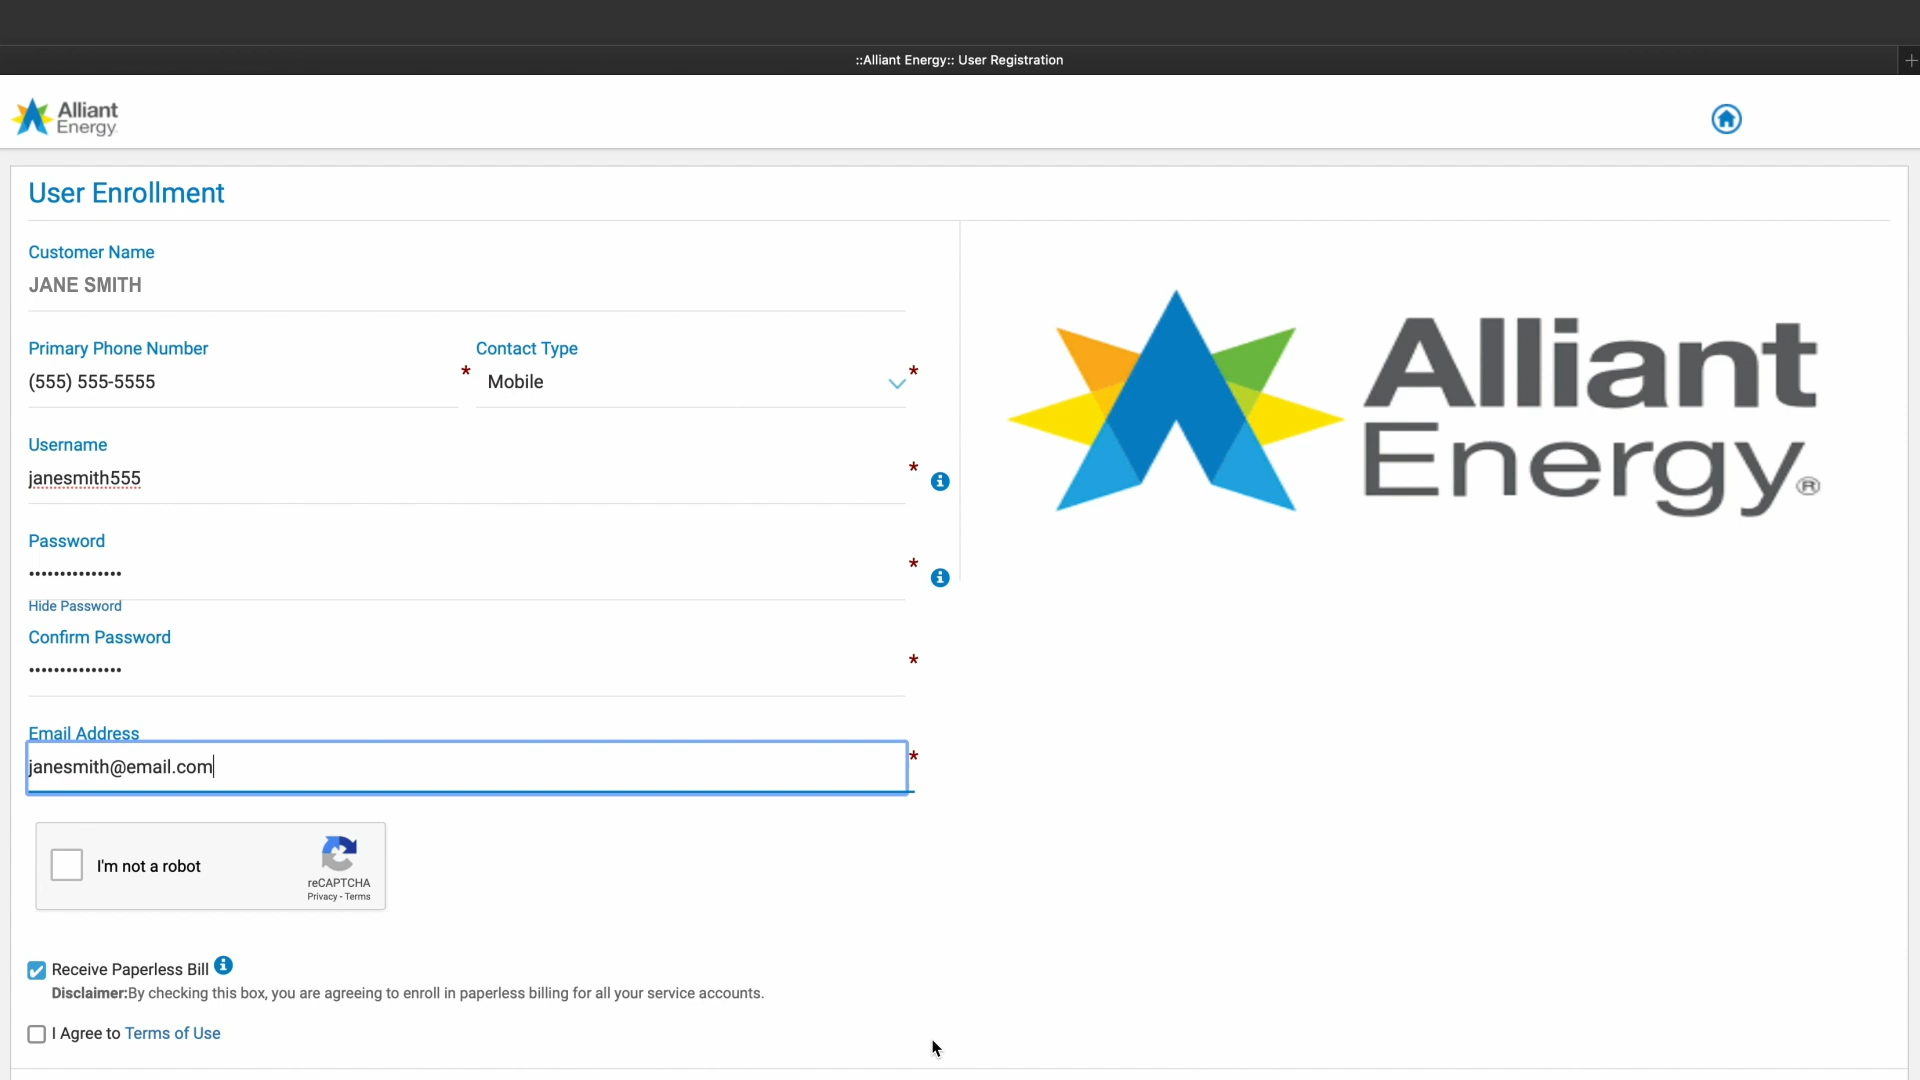 ::Alliant Energy:: User Registration
Alliant
Energy.
User Enrollment
Customer Name
JANE SMITH
Primary Phone Number
Contact Type
(555) 555-5555 *
Mobile *
Username
janesmith555 *
Password
••••••••••••••• *
Hide Password
Confirm Password
••••••••••••••• *
Email Address
janesmith@email.com *
I'm not a robot
reCAPTCHA
Privacy - Terms
Receive Paperless Bill
Disclaimer:By checking this box, you are agreeing to enroll in paperless billing for all your service accounts.
I Agree to Terms of Use
Alliant
Energy®